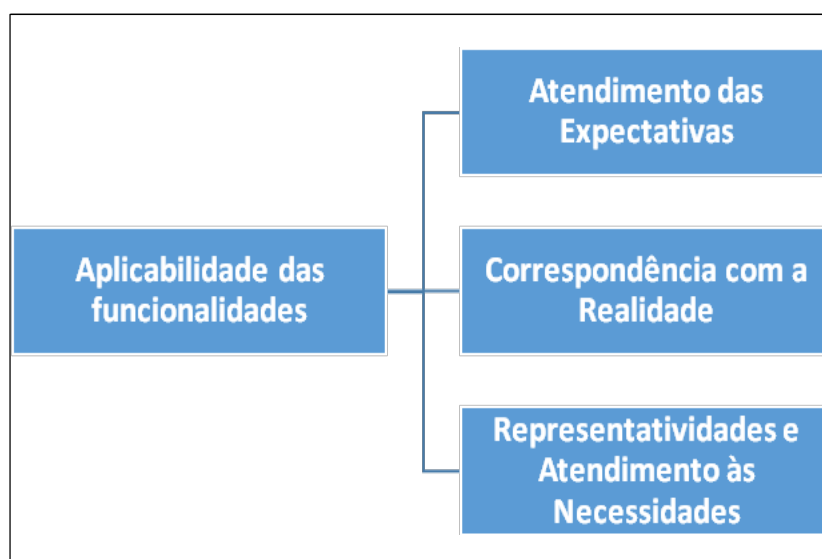 Aplicabilidade das
funcionalidades
Atendimento das
Expectativas
Correspondência com a
Realidade
Representatividades e
Atendimento às
Necessidades